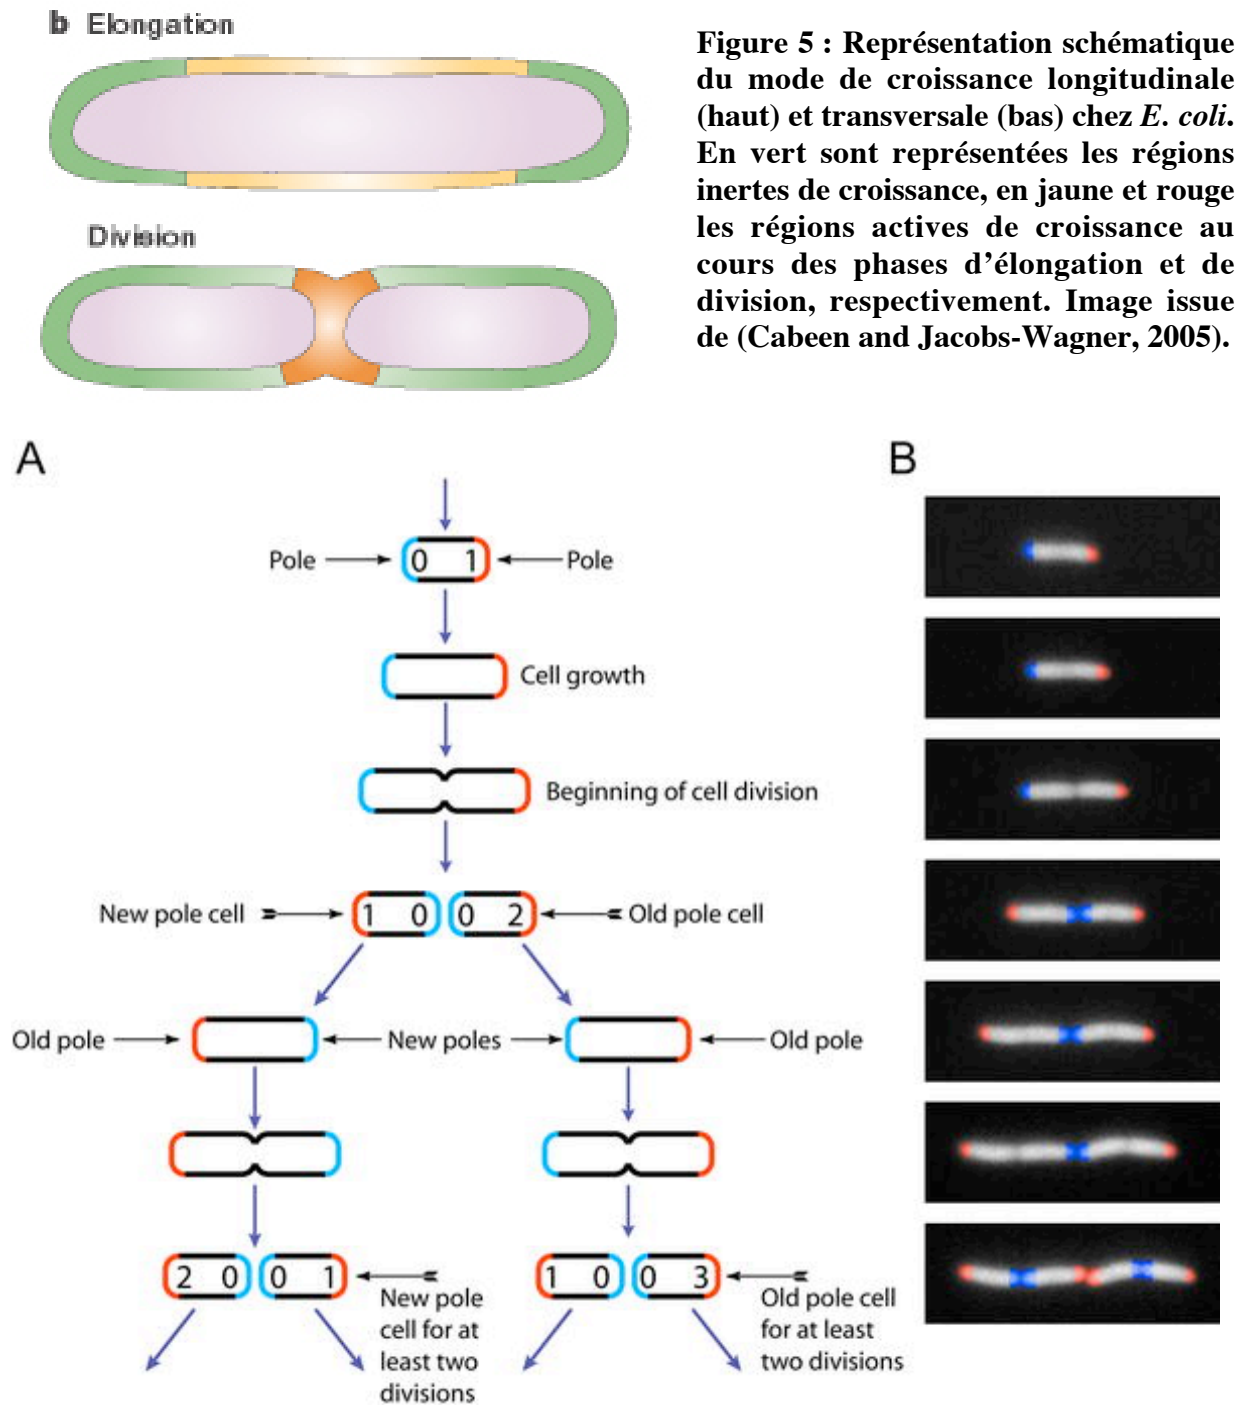 b Elongation
Division
Figure 5 : Représentation schématique
du mode de croissance longitudinale
(haut) et transversale (bas) chez E. coli.
En vert sont représentées les régions
inertes de croissance, en jaune et rouge
les régions actives de croissance au
cours des phases d’élongation et de
division, respectivement. Image issue
de (Cabeen and Jacobs-Wagner, 2005).
A
B
Pole
0 1
Pole
Cell growth
Beginning of cell division
New pole cell
1 0 0 2
Old pole cell
Old pole
New poles
Old pole
2 0 0 1
1 0 0 3
New pole
cell for at
least two
divisions
Old pole cell
for at least
two divisions